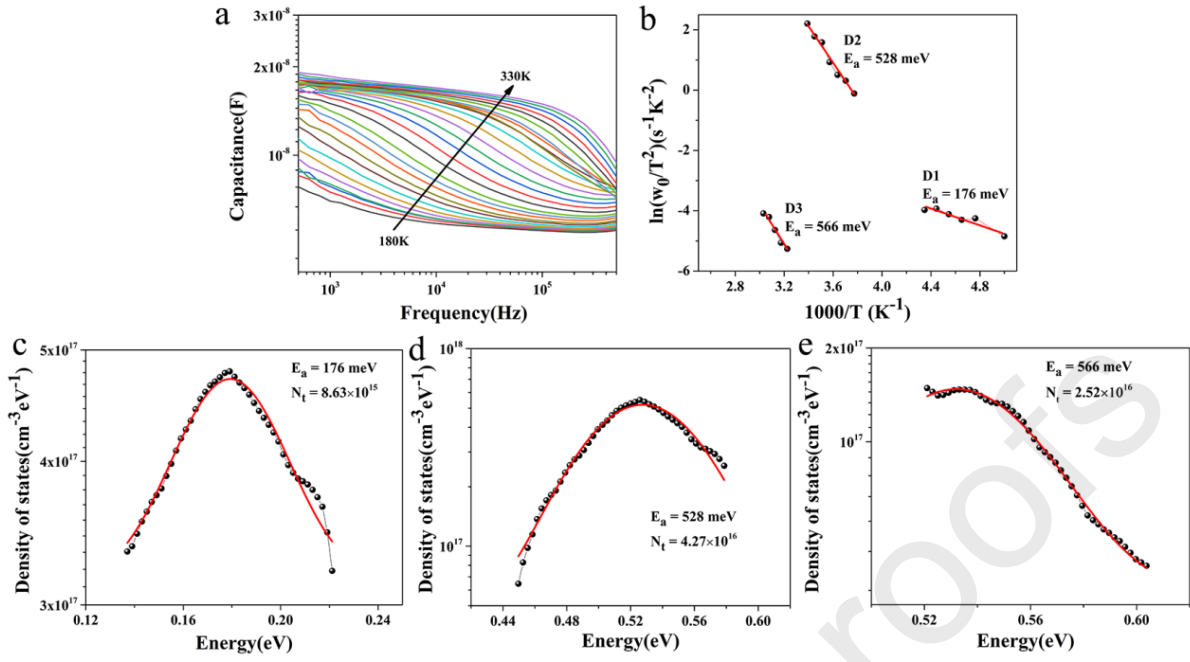 a
3x10⁻⁸
2x10⁻⁸
10⁻⁸
Capacitance(F)
330K
180K
10³
10⁴
10⁵
Frequency(Hz)
b
2
0
-2
-4
-6
ln(w₀/T²)(s⁻¹K⁻²)
D2
Eₐ = 528 meV
D1
Eₐ = 176 meV
D3
Eₐ = 566 meV
2.8
3.2
3.6
4.0
4.4
4.8
1000/T (K⁻¹)
c
5x10¹⁷
4x10¹⁷
3x10¹⁷
Density of states(cm⁻³eV⁻¹)
Eₐ = 176 meV
Nₜ = 8.63×10¹⁵
0.12
0.16
0.20
0.24
Energy(eV)
d
10¹⁸
10¹⁷
Density of states(cm⁻³eV⁻¹)
Eₐ = 528 meV
Nₜ = 4.27×10¹⁶
0.44
0.48
0.52
0.56
0.60
Energy(eV)
e
2x10¹⁷
10¹⁷
Density of states(cm⁻³eV⁻¹)
Eₐ = 566 meV
Nₜ = 2.52×10¹⁶
0.52
0.56
0.60
Energy(eV)
roofs